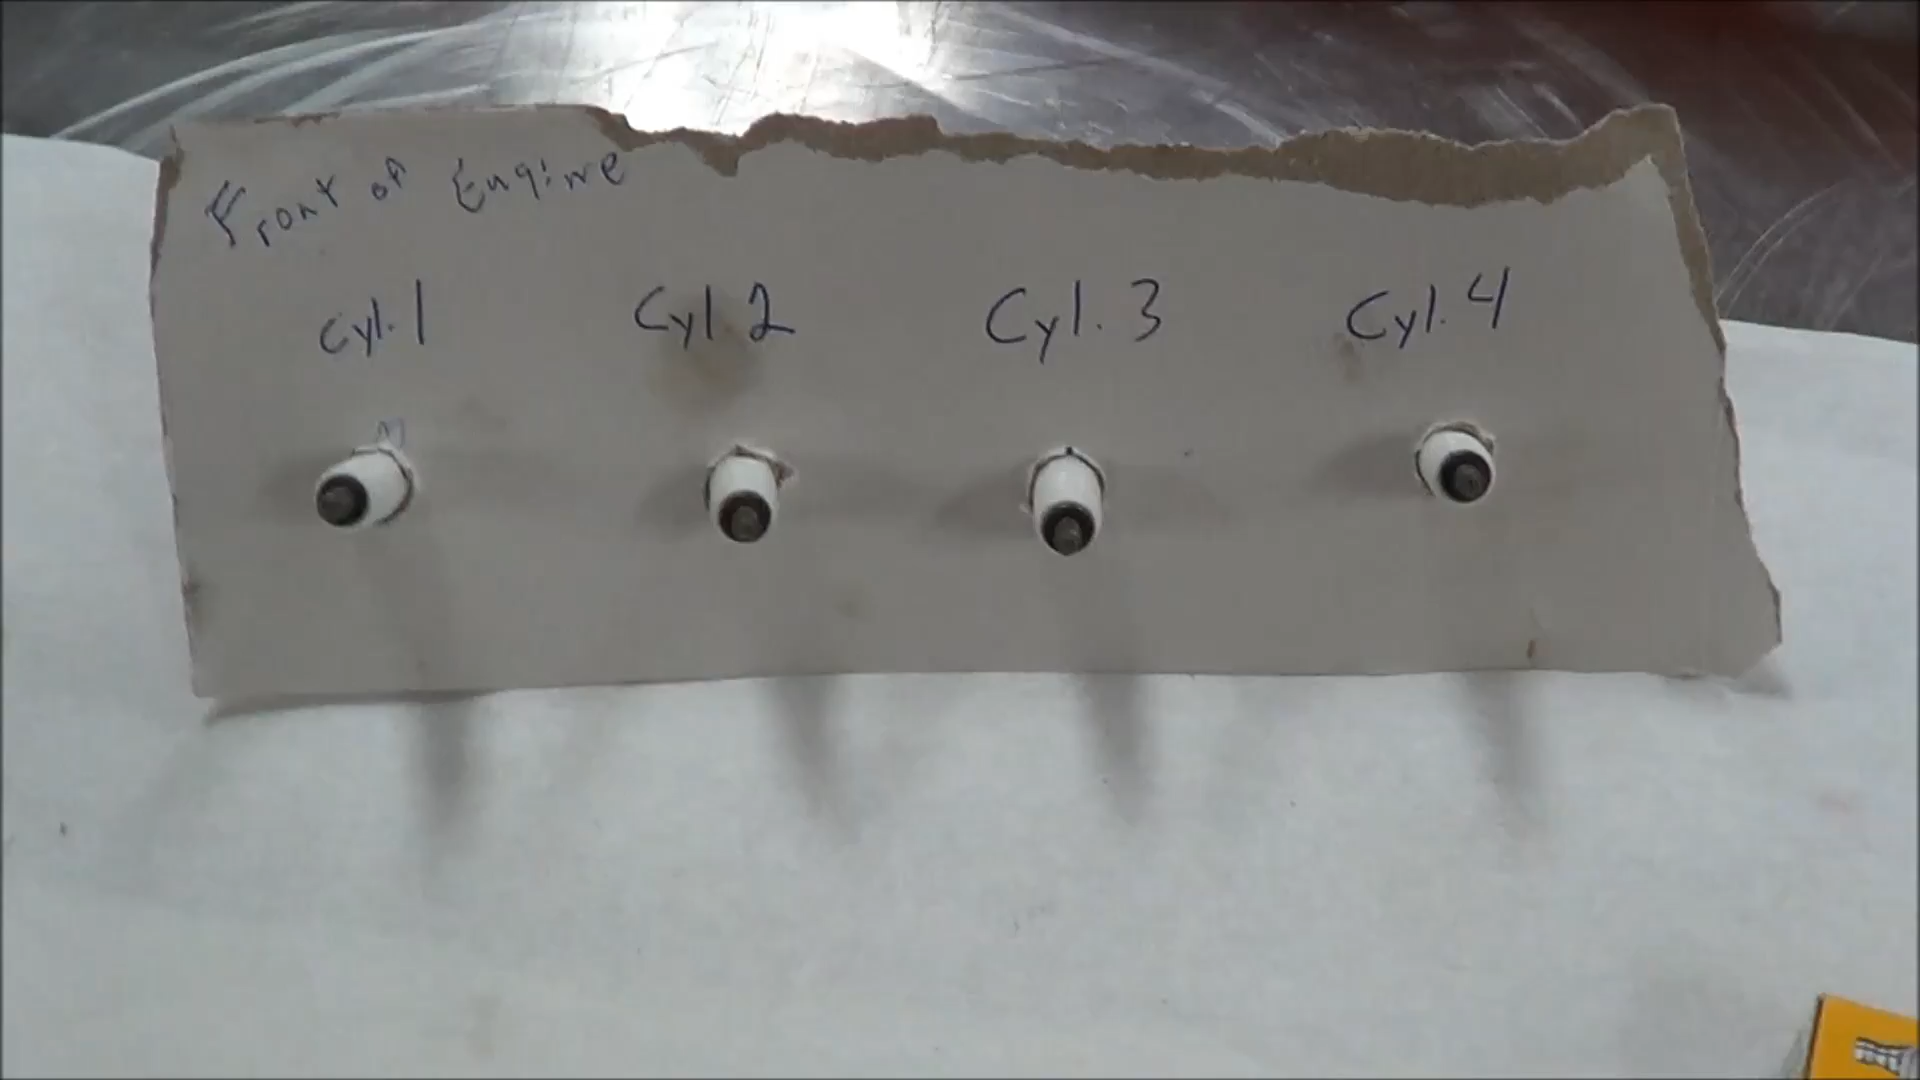 Front of Engine
Cyl.1
Cyl 2
Cyl. 3
Cyl. 4